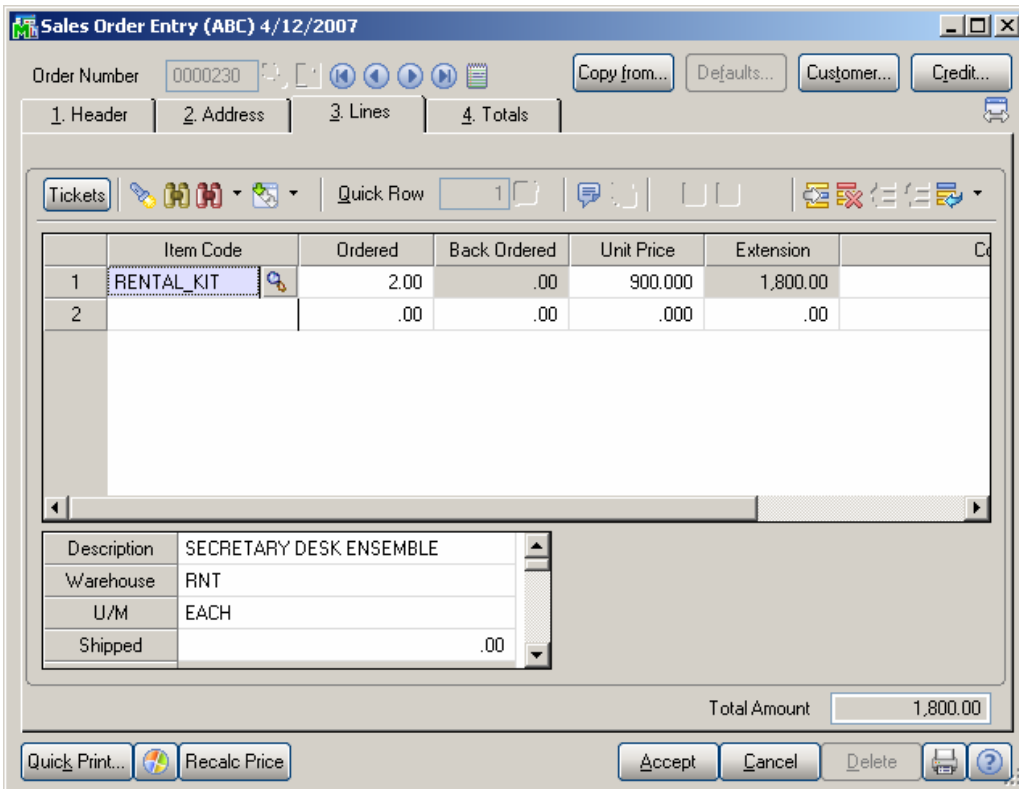 Sales Order Entry (ABC) 4/12/2007
Order Number 0000230 Copy from... Defaults... Customer... Credit...
1. Header 2. Address 3. Lines 4. Totals
Tickets Quick Row 1
Item Code Ordered Back Ordered Unit Price Extension
1 RENTAL_KIT 2.00 .00 900.000 1,800.00
2 .00 .00 .000 .00
Description SECRETARY DESK ENSEMBLE
Warehouse RNT
U/M EACH
Shipped .00
Total Amount 1,800.00
Quick Print... Recalc Price Accept Cancel Delete